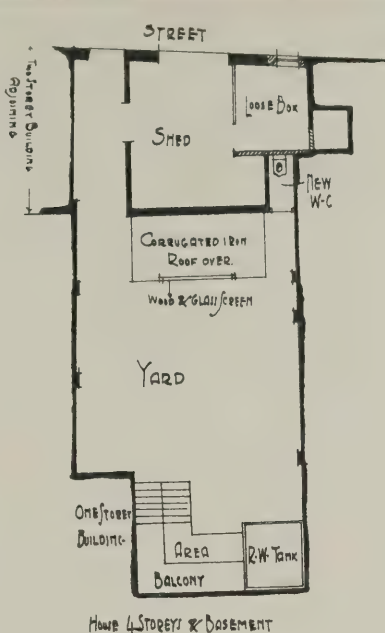 STREET
TWO STOREY BUILDING
ADJOINING
LOOSE BOX
SHED
NEW
W-C
CORRUGATED IRON
ROOF OVER.
WOOD & GLASS SCREEN
YARD
ONE STOREY
BUILDING
AREA
R.W. TANK
BALCONY
HOUSE 4 STOREYS & BASEMENT